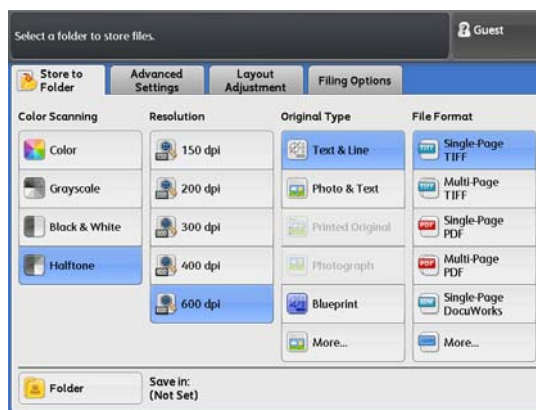 Select a folder to store files.
Guest
Store to
Folder
Advanced
Settings
Layout
Adjustment
Filing Options
Color Scanning
Color
Grayscale
Black & White
Halftone
Resolution
150 dpi
200 dpi
300 dpi
400 dpi
600 dpi
Original Type
Text & Line
Photo & Text
Printed Original
Photograph
Blueprint
More...
File Format
Single-Page
TIFF
Multi-Page
TIFF
Single-Page
PDF
Multi-Page
PDF
Single-Page
DocuWorks
More...
Folder
Save in:
(Not Set)